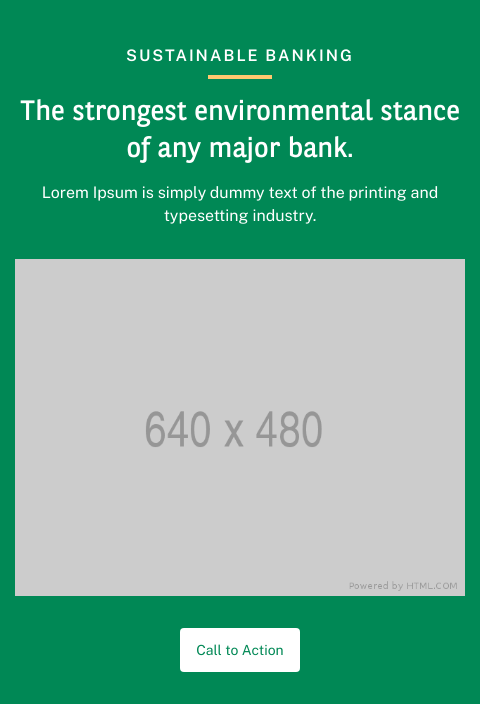 SUSTAINABLE BANKING
The strongest environmental stance
of any major bank.
Lorem Ipsum is simply dummy text of the printing and
typesetting industry.
640 x 480
Powered by HTML.COM
Call to Action